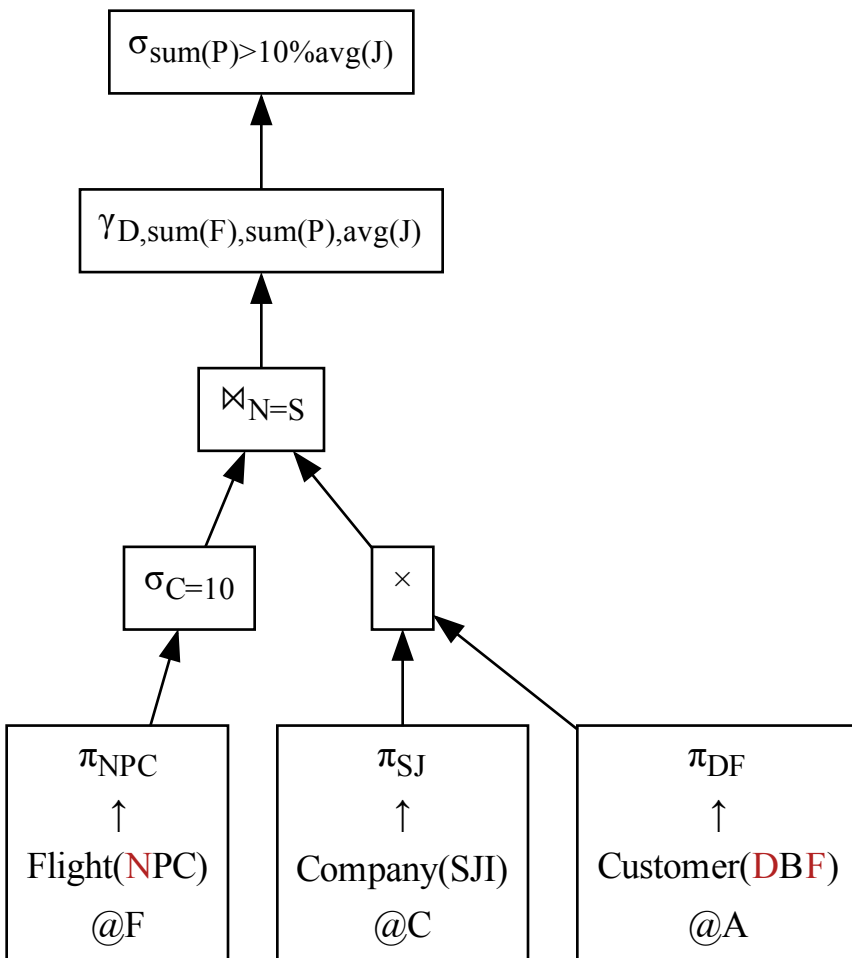 σsum(P)>10%avg(J)
γD,sum(F),sum(P),avg(J)
⋈N=S
σC=10
×
πNPC
↑
Flight(NPC)
@F
πSJ
↑
Company(SJI)
@C
πDF
↑
Customer(DBF)
@A